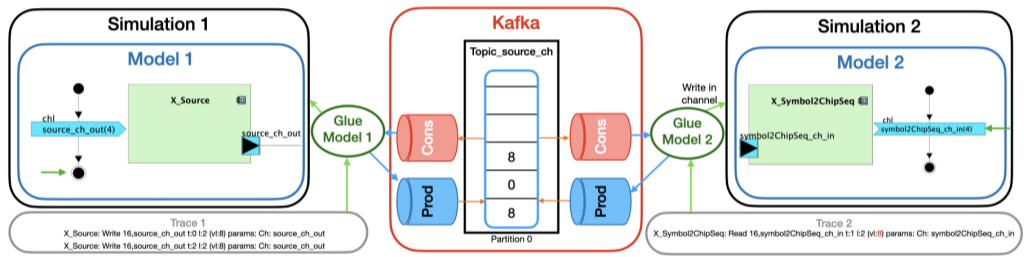 Simulation 1
Model 1
chl
source_ch_out(4)
X_Source
source_ch_out
Trace 1
X_Source: Write 16,source_ch_out t:0 l:2 (vl:8) params: Ch: source_ch_out
X_Source: Write 16,source_ch_out t:2 l:2 (vl:8) params: Ch: source_ch_out
Glue
Model 1
Kafka
Topic_source_ch
Cons
Prod
8
0
8
Partition 0
Cons
Prod
Write in
channel
Glue
Model 2
Simulation 2
Model 2
X_Symbol2ChipSeq
symbol2ChipSeq_ch_in
chl
symbol2ChipSeq_ch_in(4)
Trace 2
X_Symbol2ChipSeq: Read 16,symbol2ChipSeq_ch_in t:1 l:2 (vl:8) params: Ch: symbol2ChipSeq_ch_in